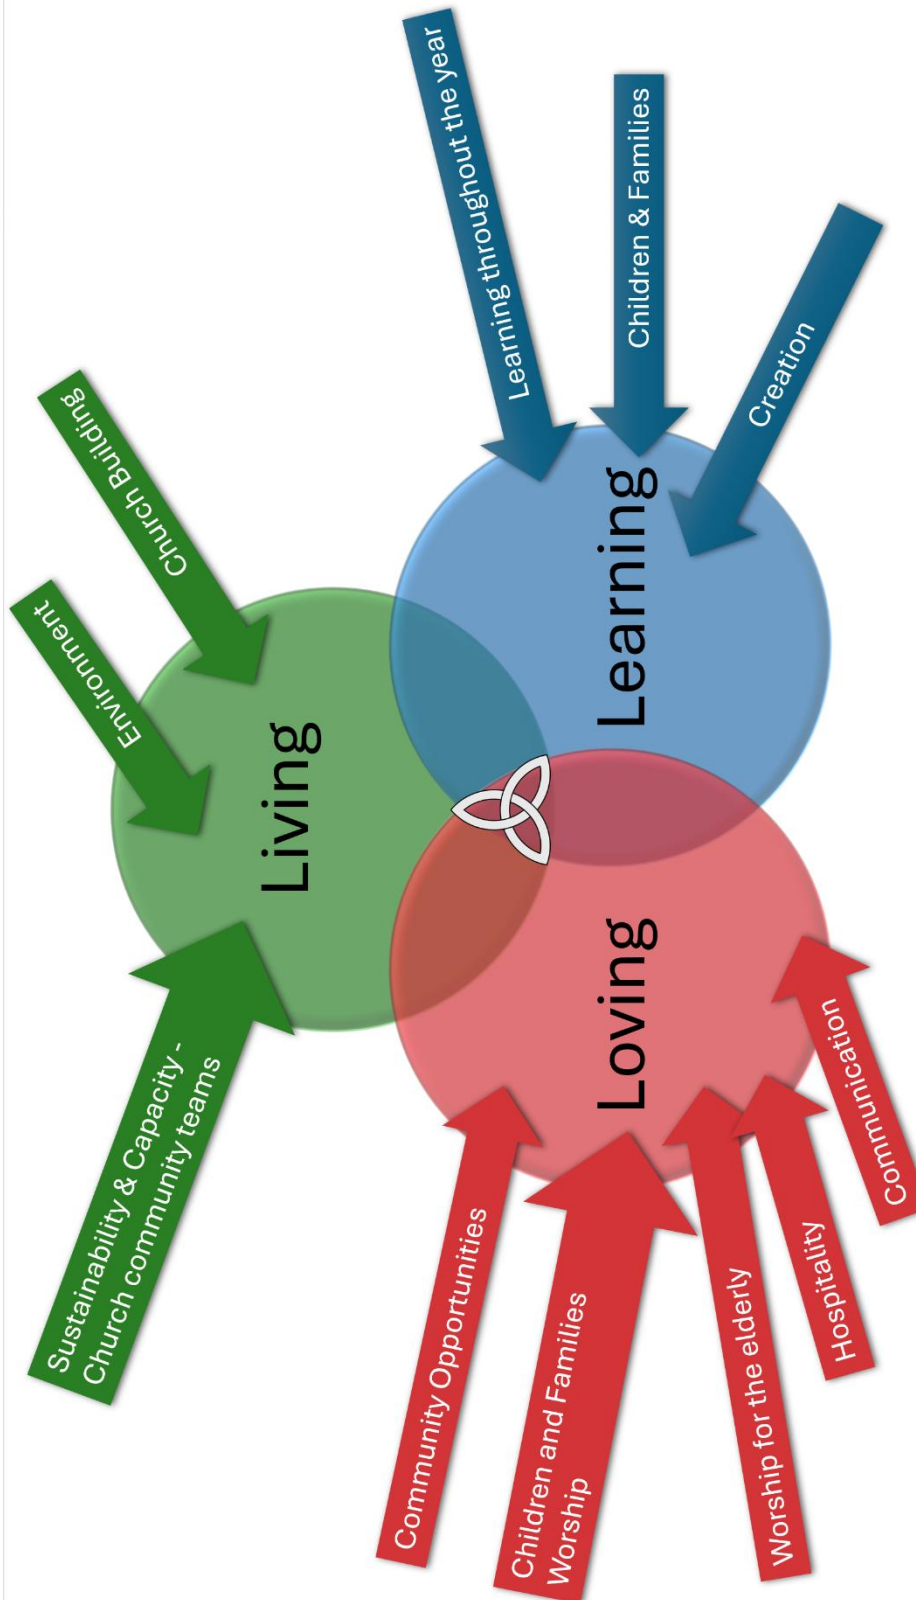 Sustainability & Capacity -
Church community teams
Environment
Church Building
Living
Community Opportunities
Children and Families
Worship
Worship for the elderly
Hospitality
Communication
Loving
Learning
Learning throughout the year
Children & Families
Creation